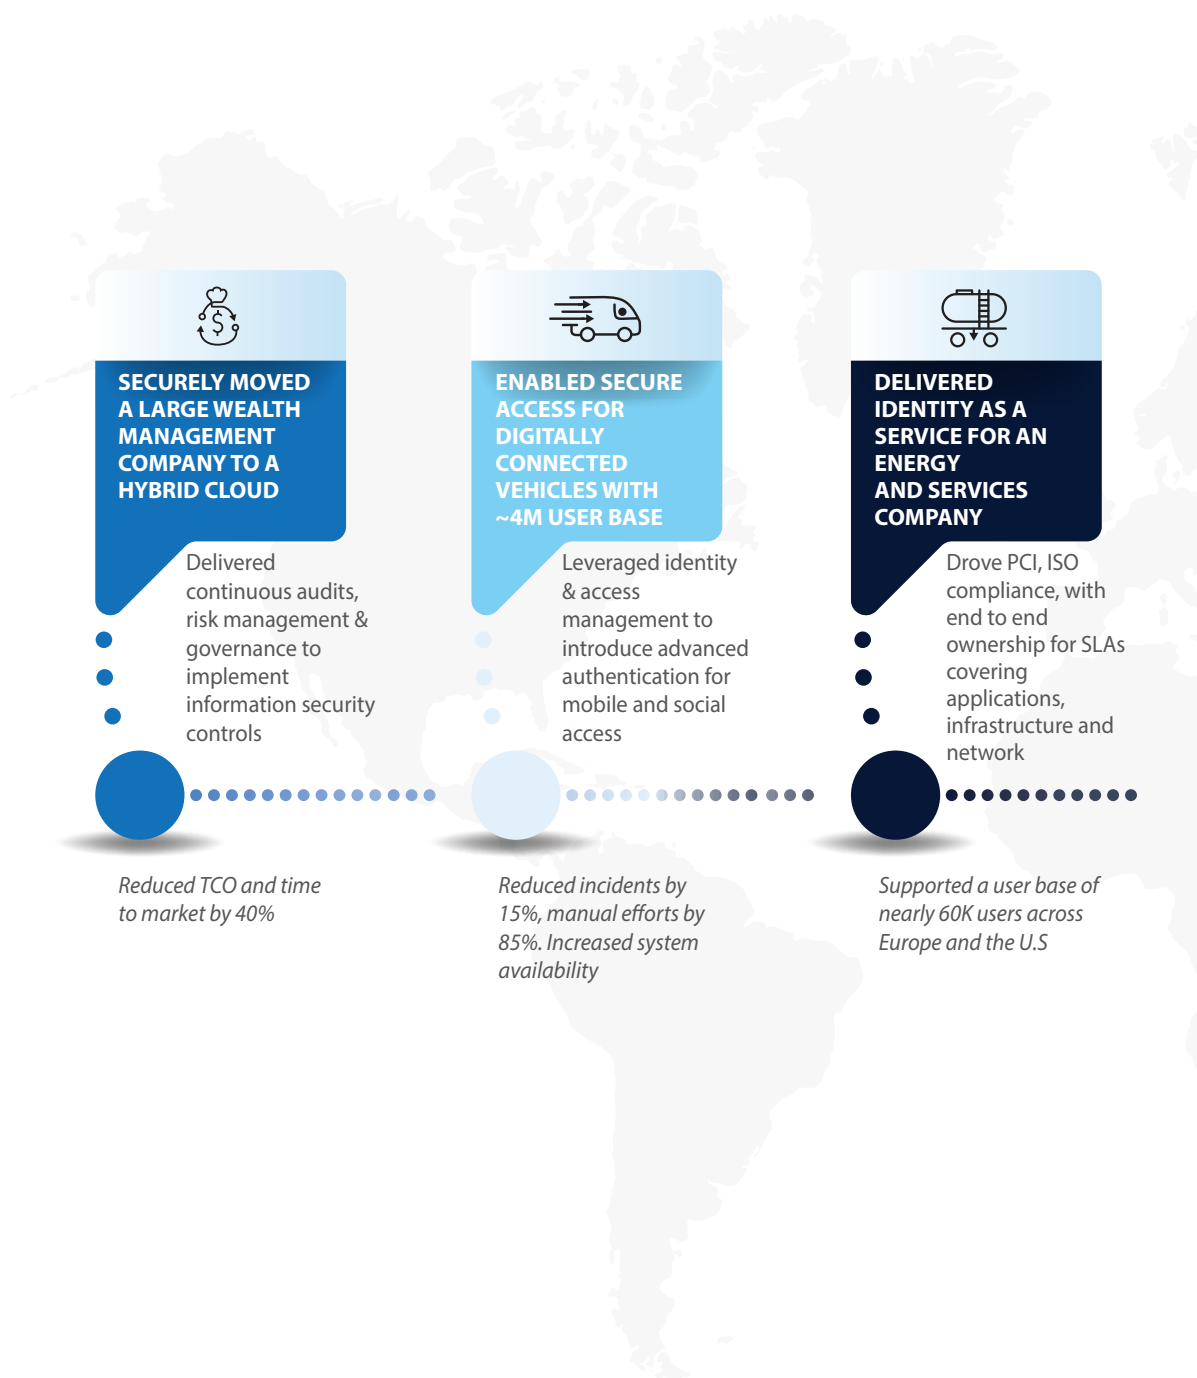 $
SECURELY MOVED
A LARGE WEALTH
MANAGEMENT
COMPANY TO A
HYBRID CLOUD
Delivered
continuous audits,
risk management &
governance to
implement
information security
controls
Reduced TCO and time
to market by 40%
ENABLED SECURE
ACCESS FOR
DIGITALLY
CONNECTED
VEHICLES WITH
~4M USER BASE
Leveraged identity
& access
management to
introduce advanced
authentication for
mobile and social
access
Reduced incidents by
15%, manual efforts by
85%. Increased system
availability
DELIVERED
IDENTITY AS A
SERVICE FOR AN
ENERGY
AND SERVICES
COMPANY
Drove PCI, ISO
compliance, with
end to end
ownership for SLAs
covering
applications,
infrastructure and
network
Supported a user base of
nearly 60K users across
Europe and the U.S